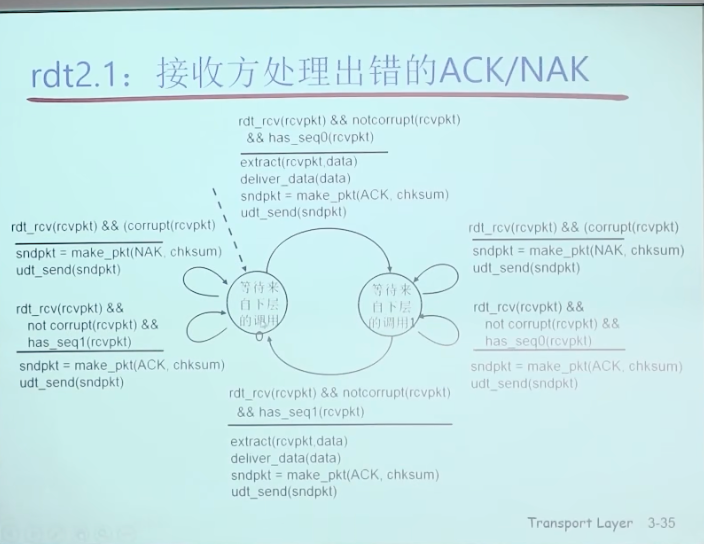 rdt2.1：接收方处理出错的ACK/NAK
rdt_rcv(rcvpkt) && notcorrupt(rcvpkt)
&& has_seq0(rcvpkt)
extract(rcvpkt,data)
deliver_data(data)
sndpkt = make_pkt(ACK, chksum)
udt_send(sndpkt)
rdt_rcv(rcvpkt) && (corrupt(rcvpkt)
sndpkt = make_pkt(NAK, chksum)
udt_send(sndpkt)
rdt_rcv(rcvpkt) &&
not corrupt(rcvpkt) &&
has_seq1(rcvpkt)
sndpkt = make_pkt(ACK, chksum)
udt_send(sndpkt)
等待来
自下层
的调用
0
等待来
自下层
的调用1
rdt_rcv(rcvpkt) && (corrupt(rcvpkt)
sndpkt = make_pkt(NAK, chksum)
udt_send(sndpkt)
rdt_rcv(rcvpkt) &&
not corrupt(rcvpkt) &&
has_seq0(rcvpkt)
sndpkt = make_pkt(ACK, chksum)
udt_send(sndpkt)
rdt_rcv(rcvpkt) && notcorrupt(rcvpkt)
&& has_seq1(rcvpkt)
extract(rcvpkt,data)
deliver_data(data)
sndpkt = make_pkt(ACK, chksum)
udt_send(sndpkt)
Transport Layer 3-35